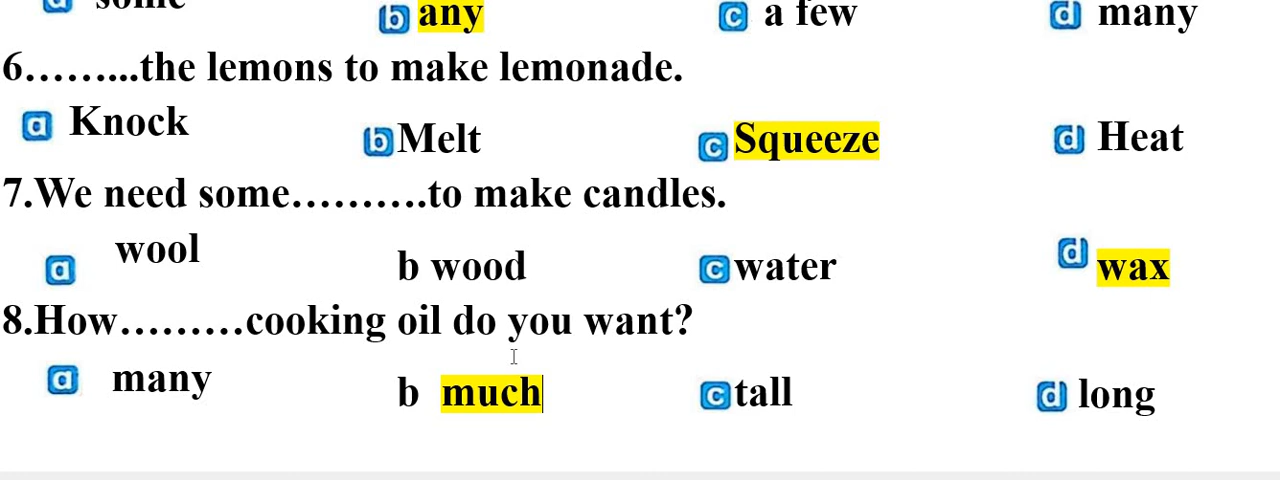 a some b any c a few d many
6……...the lemons to make lemonade.
a Knock b Melt c Squeeze d Heat
7.We need some……….to make candles.
a wool b wood c water d wax
8.How………cooking oil do you want?
a many b much c tall d long